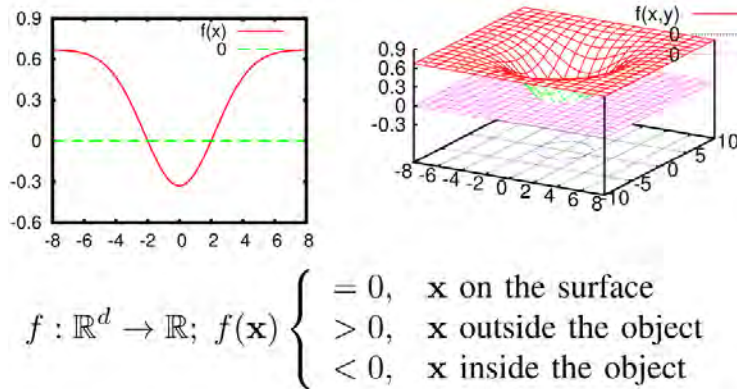 0.9
0.6
0.3
0
-0.3
-0.6
-8 -6 -4 -2 0 2 4 6 8
f(x)
0
f(x,y)
0
0
0.9
0.6
0.3
0
-0.3
-8 -6 -4 -2 0 2 4 6 8
-10 -5 0 5 10
f : ℝ^d → ℝ; f(𝐱) {
= 0, 𝐱 on the surface
> 0, 𝐱 outside the object
< 0, 𝐱 inside the object